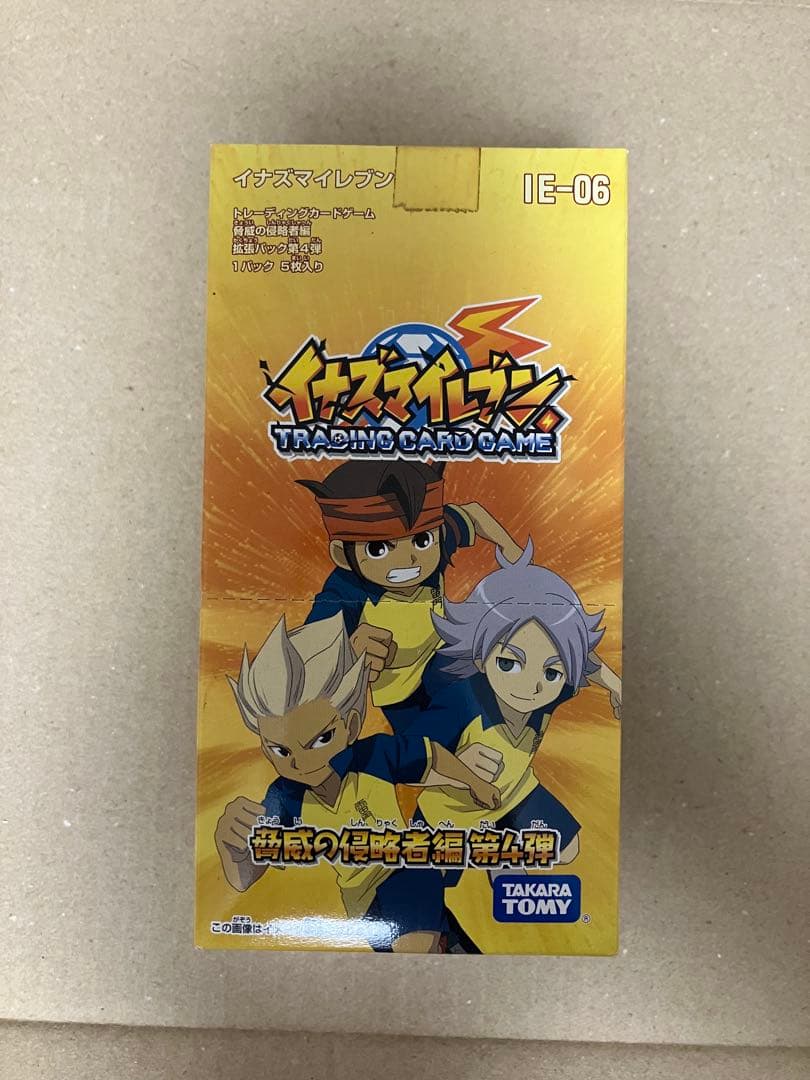 イナズマイレブン
IE-06
トレーディングカードゲーム
脅威の侵略者編
拡張パック第4弾
1パック 5枚入り
イナズマイレブン
TRADING CARD GAME
脅威の侵略者編 第4弾
TAKARA
TOMY
®
この画像はイ